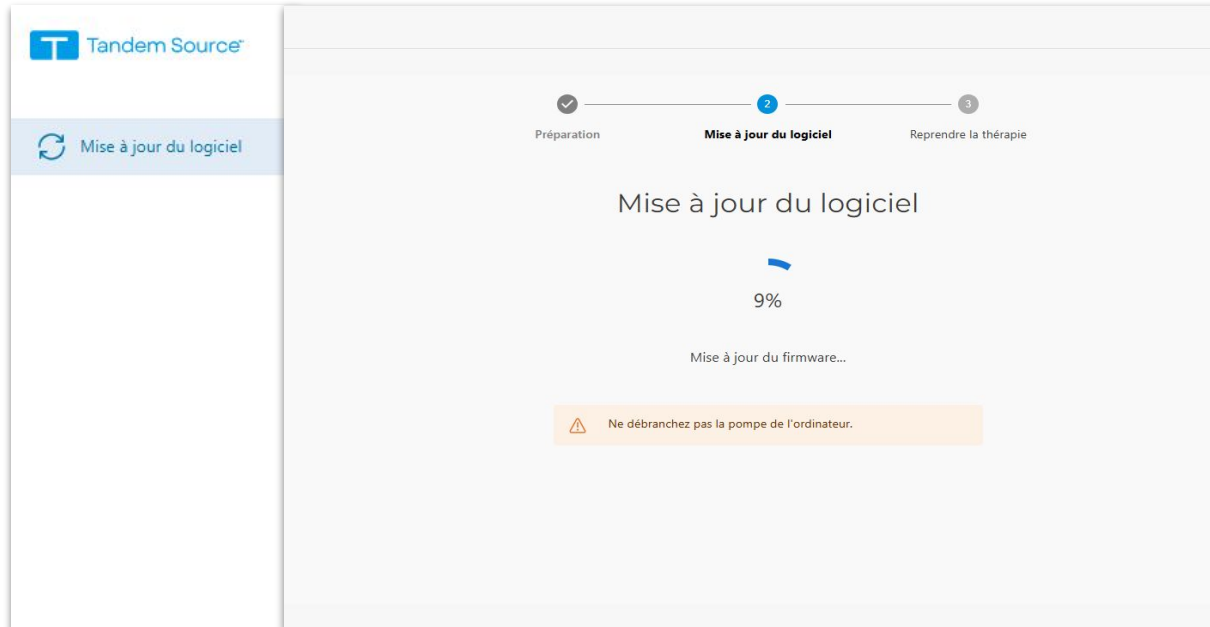 Tandem Source™
Mise à jour du logiciel
2
3
Préparation
Mise à jour du logiciel
Reprendre la thérapie
Mise à jour du logiciel
9%
Mise à jour du firmware...
Ne débranchez pas la pompe de l'ordinateur.